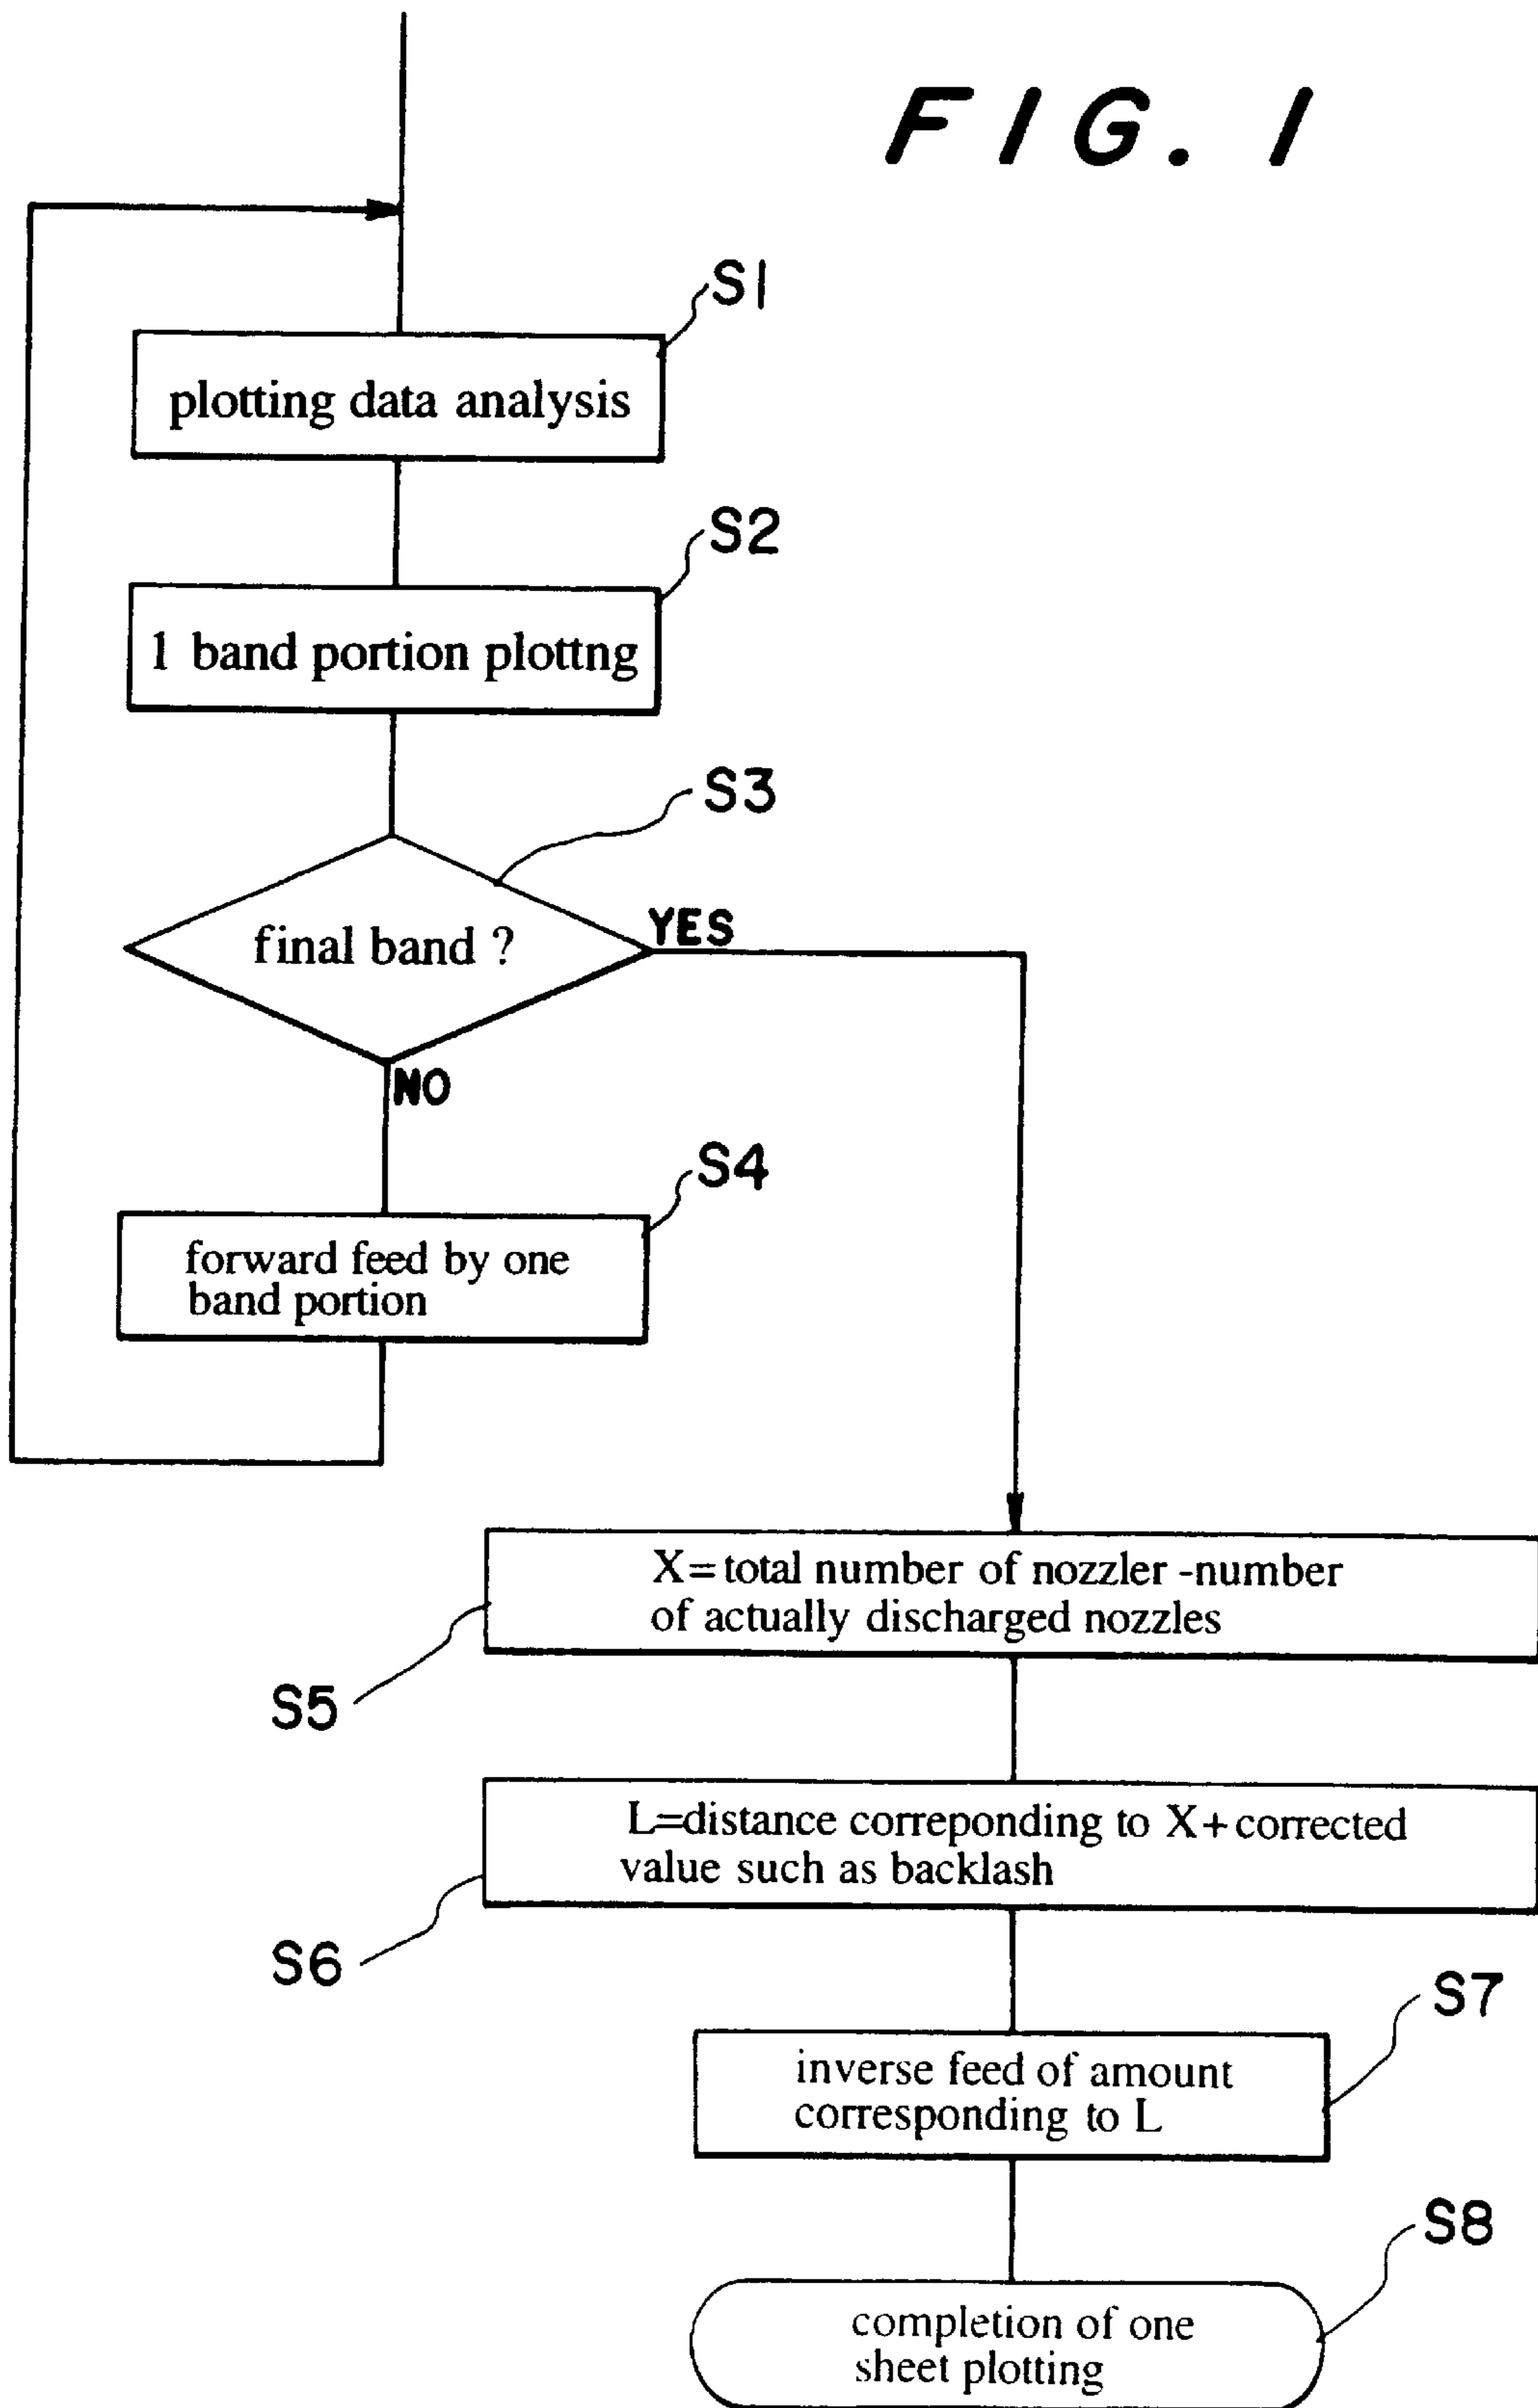 FIG. 1
S1
plotting data analysis
S2
1 band portion plottng
S3
final band ?
YES
NO
S4
forward feed by one
band portion
X=total number of nozzler -number
of actually discharged nozzles
S5
L=distance correponding to X+corrected
value such as backlash
S6
S7
inverse feed of amount
corresponding to L
S8
completion of one
sheet plotting